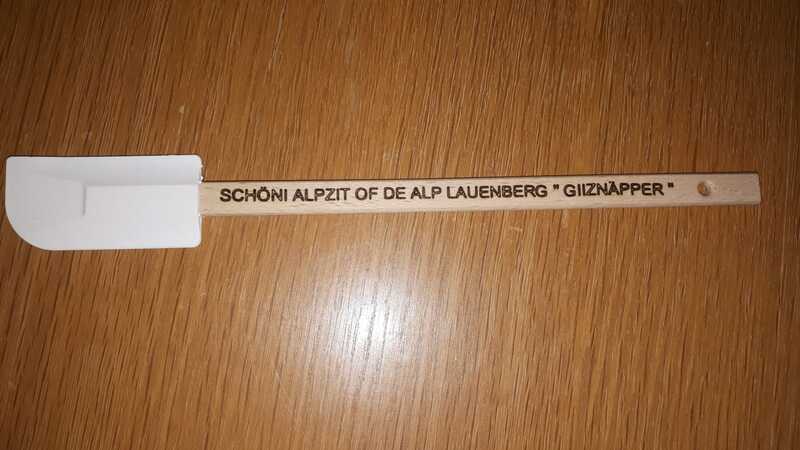 SCHÖNI ALPZIT OF DE ALP LAUENBERG " GIIZNÄPPER "